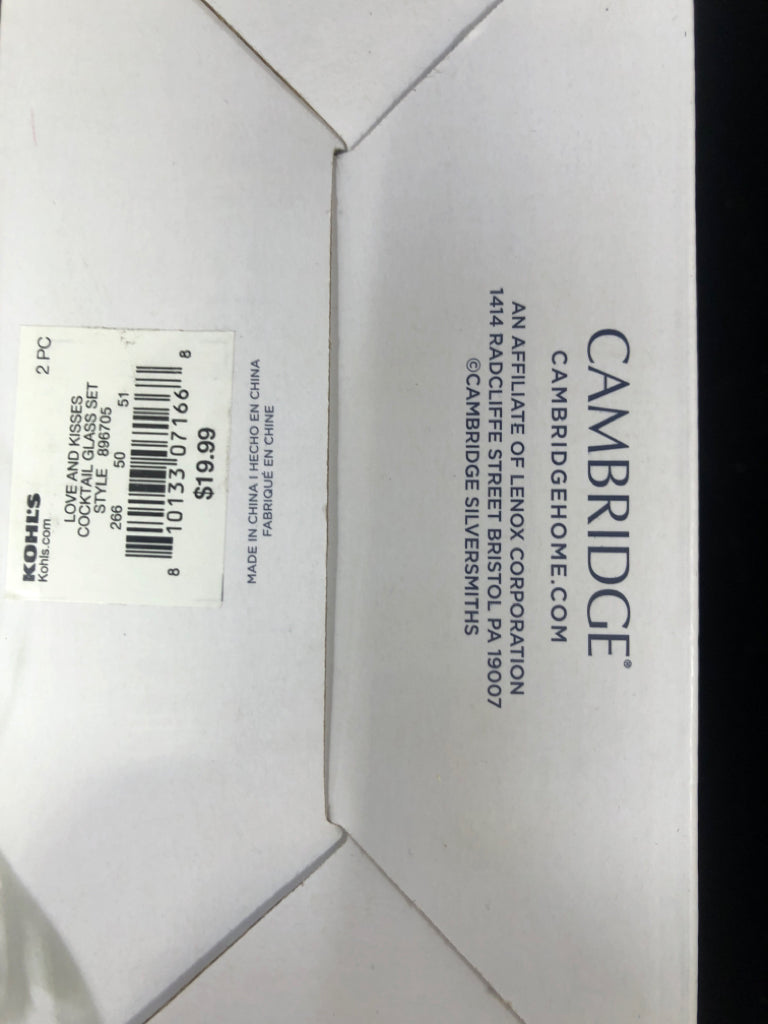 KOHL'S
Kohls.com 2 PC
LOVE AND KISSES
COCKTAIL GLASS SET
STYLE 896705
266 50 51
8 10133 07166 8
$19.99
MADE IN CHINA I HECHO EN CHINA
FABRIQUÉ EN CHINE
CAMBRIDGE®
CAMBRIDGEHOME.COM
AN AFFILIATE OF LENOX CORPORATION
1414 RADCLIFFE STREET BRISTOL PA 19007
©CAMBRIDGE SILVERSMITHS